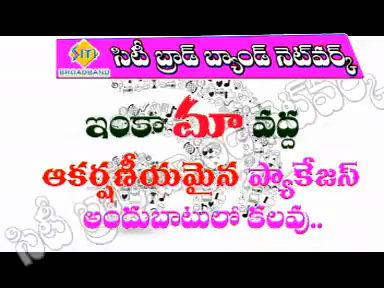 SITI
BROADBAND
సిటీ బ్రాడ్ బ్యాండ్ నెట్‌వర్క్
ఇంకా మా వద్ద
ఆకర్షణీయమైన ప్యాకేజస్
అందుబాటులో కలవు..